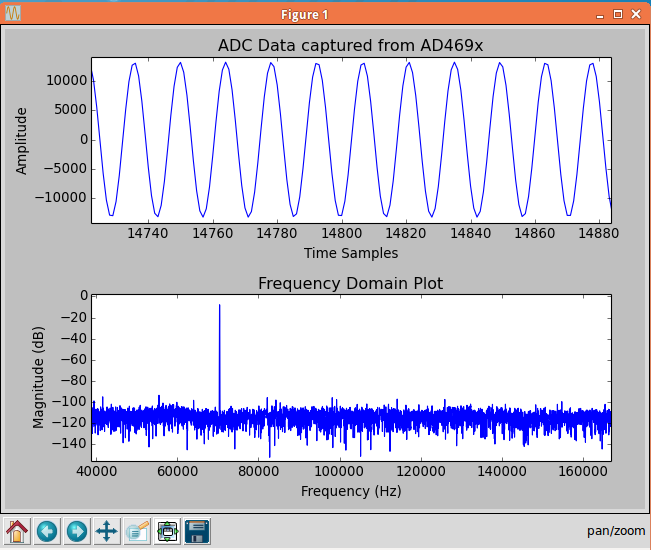 Figure 1
ADC Data captured from AD469x
10000
5000
0
−5000
−10000
Amplitude
14740 14760 14780 14800 14820 14840 14860 14880
Time Samples
Frequency Domain Plot
0
−20
−40
−60
−80
−100
−120
−140
Magnitude (dB)
40000 60000 80000 100000 120000 140000 160000
Frequency (Hz)
pan/zoom